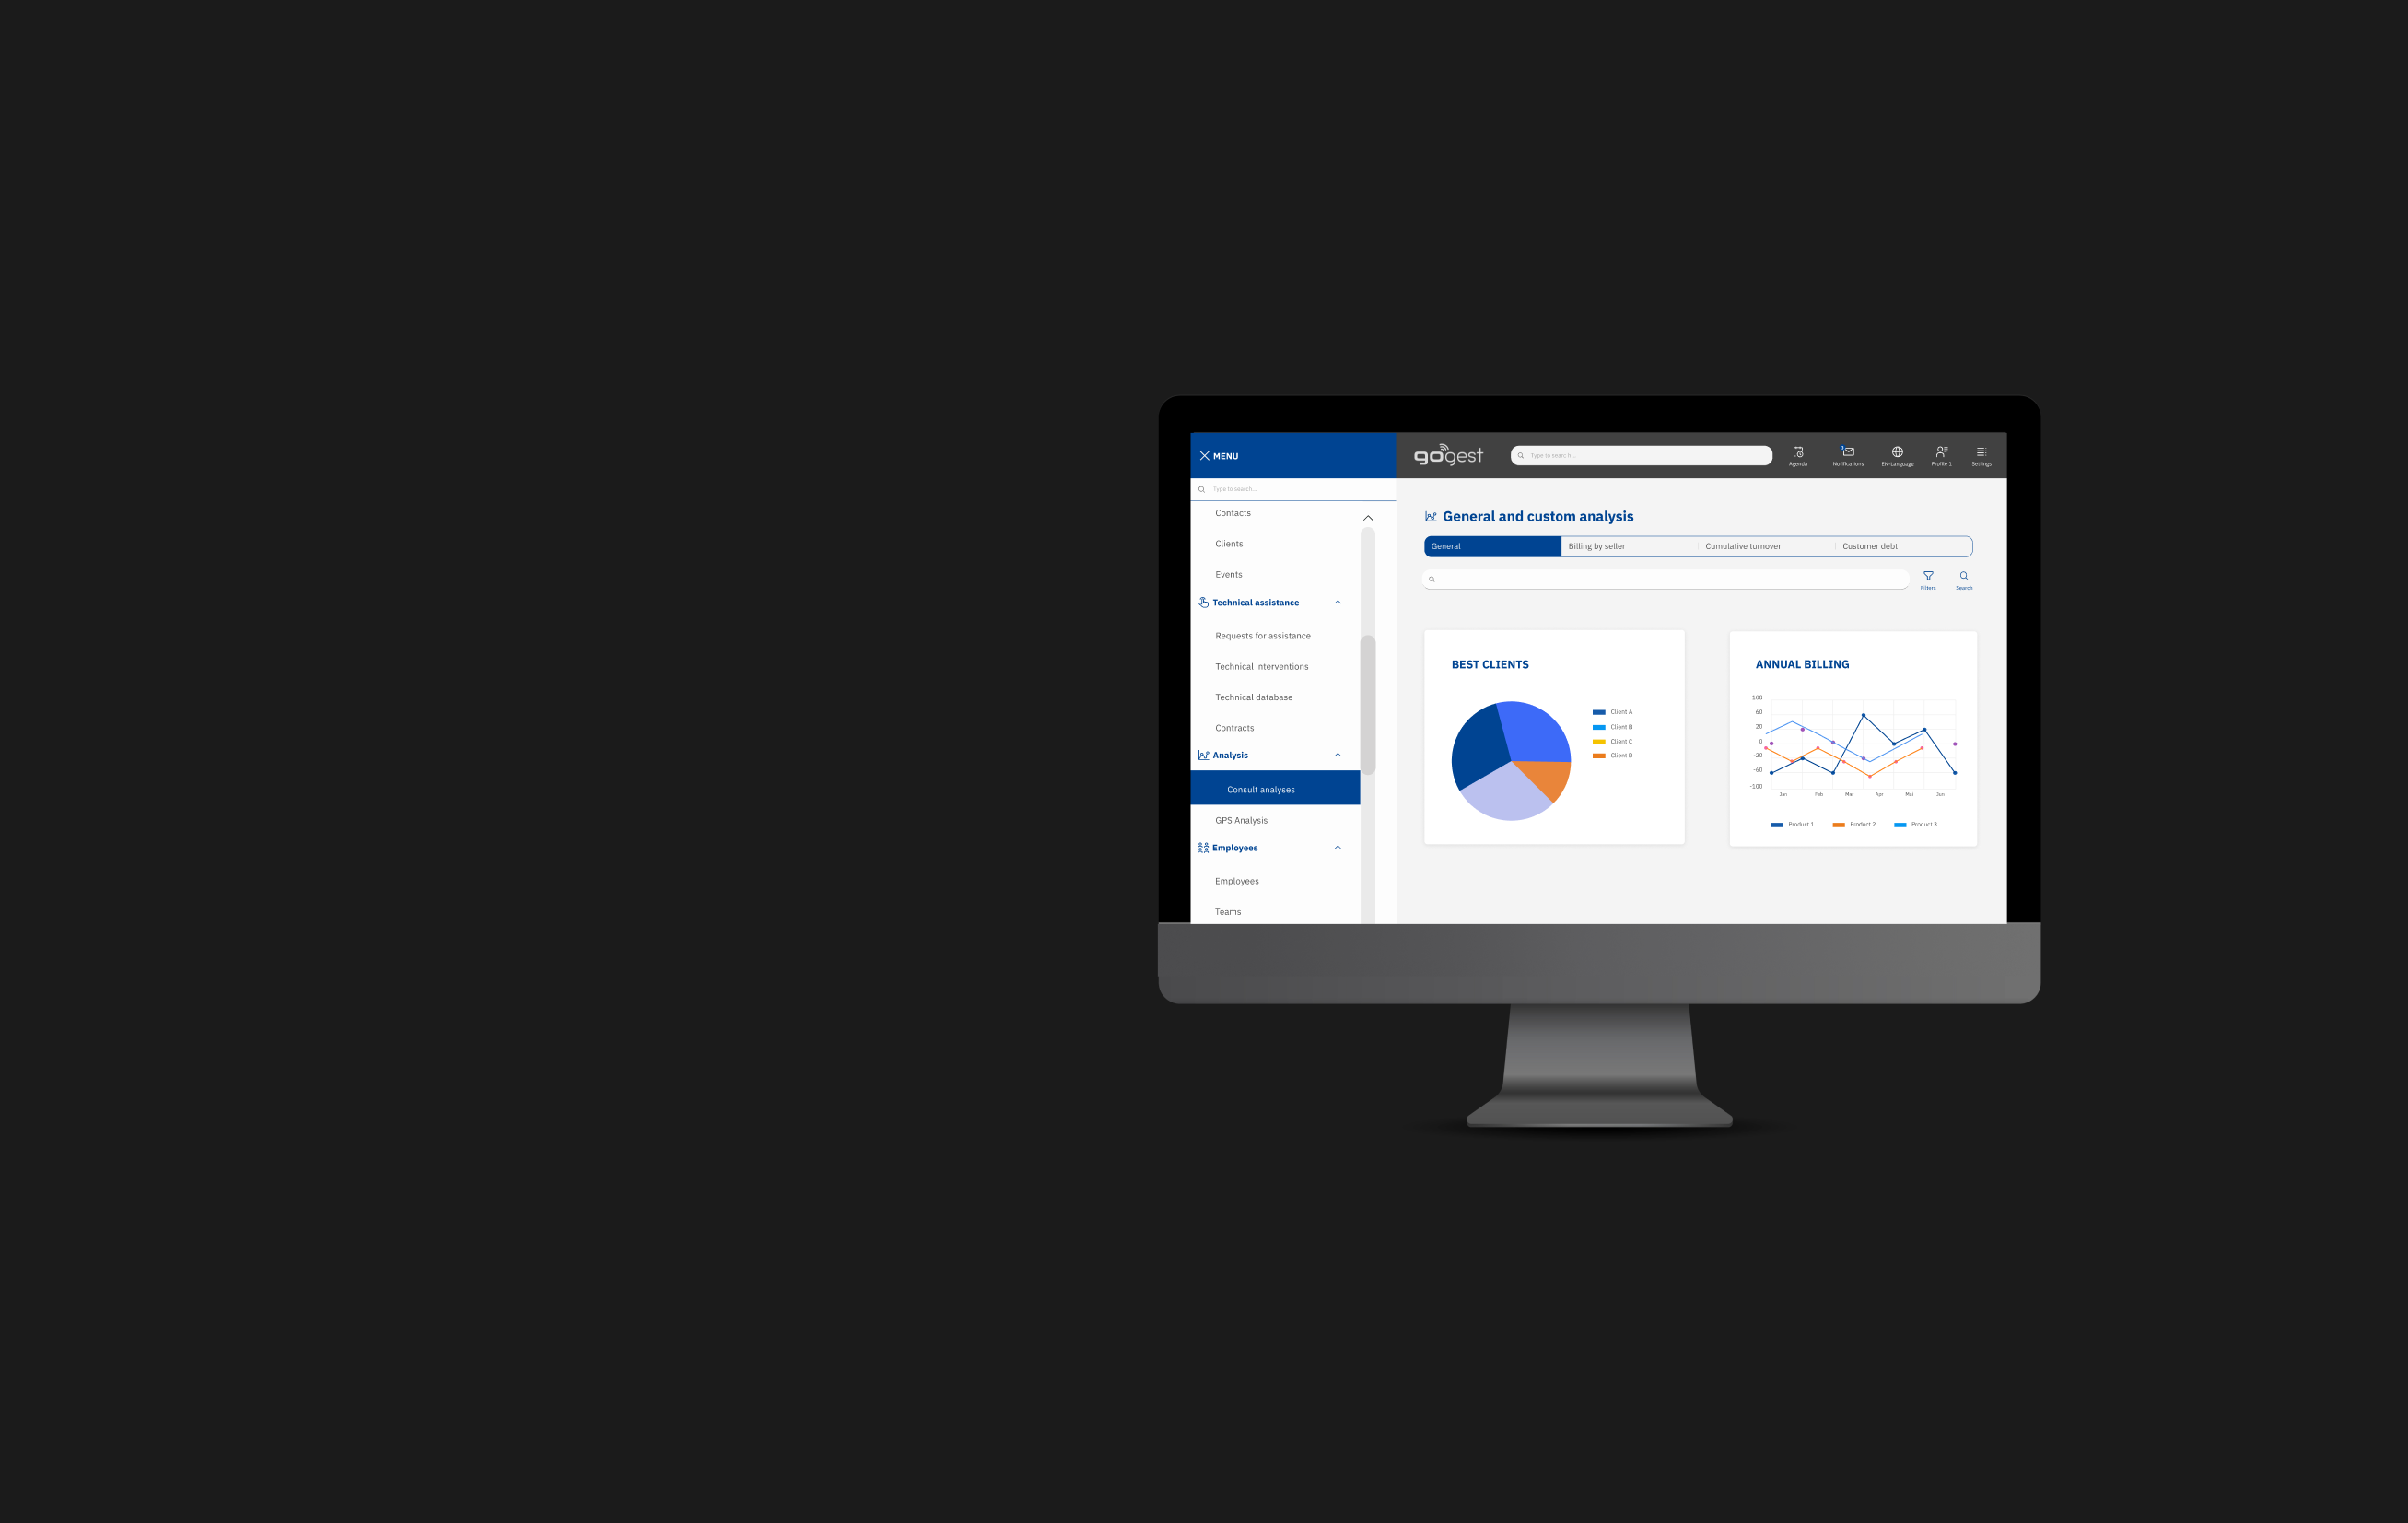 MENU
gogest
Type to search...
Agenda
Notifications
EN-Language
Profile 1
Settings
Type to search...
Contacts
Clients
Events
Technical assistance
Requests for assistance
Technical interventions
Technical database
Contracts
Analysis
Consult analyses
GPS Analysis
Employees
Employees
Teams
General and custom analysis
General
Billing by seller
Cumulative turnover
Customer debt
Filters
Search
BEST CLIENTS
Client A
Client B
Client C
Client D
ANNUAL BILLING
100
60
20
0
-20
-60
-100
Jan
Feb
Mar
Apr
Mai
Jun
Product 1
Product 2
Product 3